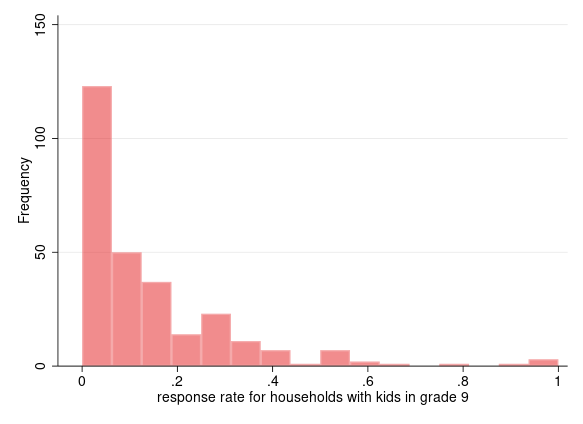 150
100
50
0
Frequency
0 .2 .4 .6 .8 1
response rate for households with kids in grade 9